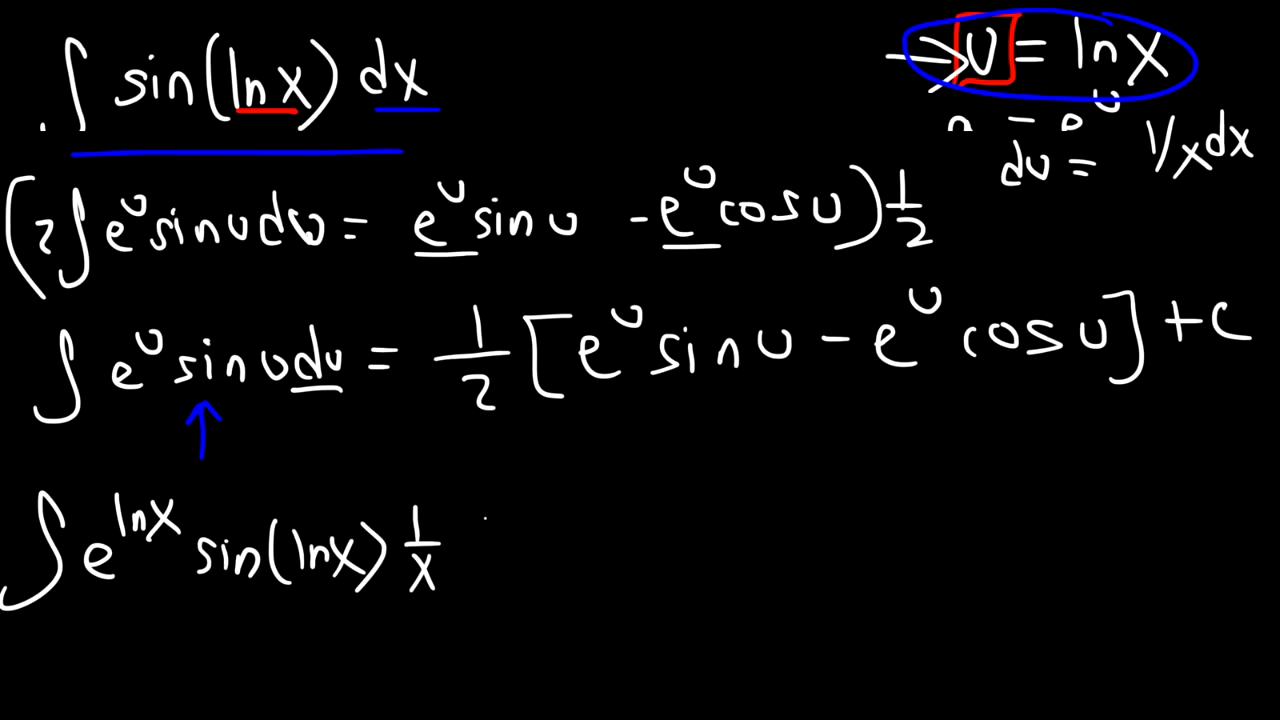 ∫ sin(ln x) dx
u = ln x
du = 1/x dx
(2∫ e^u sin u du = e^u sin u - e^u cos u) 1/2
∫ e^u sin u du = 1/2 [e^u sin u - e^u cos u] + C
∫ e^(ln x) sin(ln x) 1/x